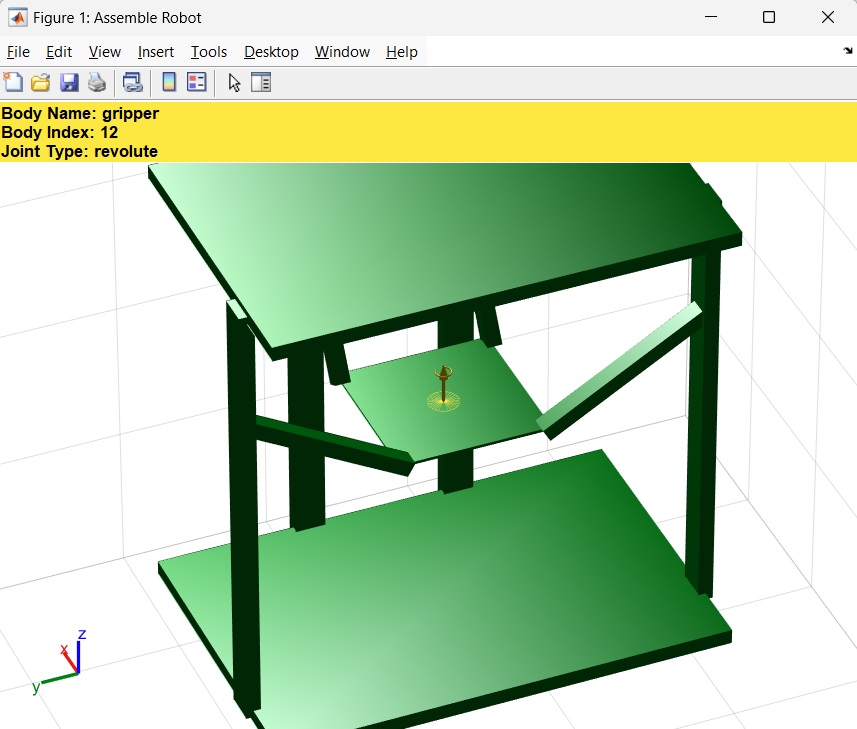 Figure 1: Assemble Robot
File Edit View Insert Tools Desktop Window Help
Body Name: gripper
Body Index: 12
Joint Type: revolute
z
x
y